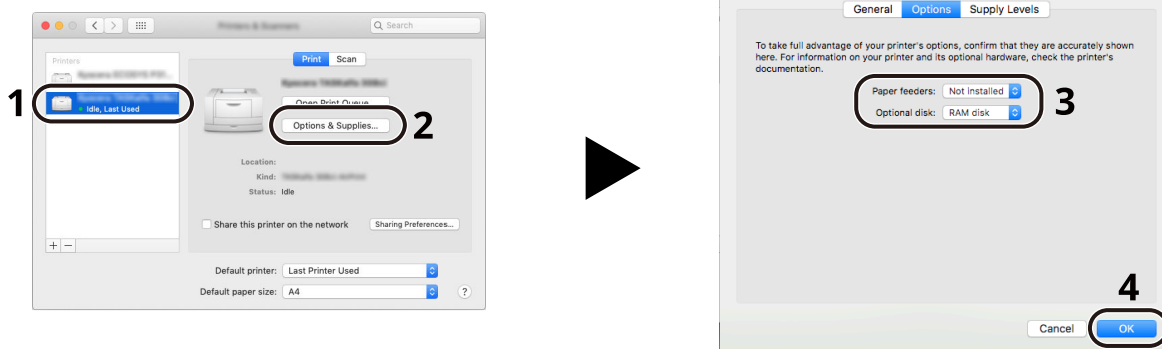 Search
Printers
Print Scan
1
Idle, Last Used
Open Print Queue
Options & Supplies...
2
Location:
Kind:
Status: Idle
Share this printer on the network
Sharing Preferences...
+ −
Default printer: Last Printer Used
Default paper size: A4
?
General Options Supply Levels
To take full advantage of your printer's options, confirm that they are accurately shown
here. For information on your printer and its optional hardware, check the printer's
documentation.
Paper feeders: Not installed
Optional disk: RAM disk
3
4
Cancel OK